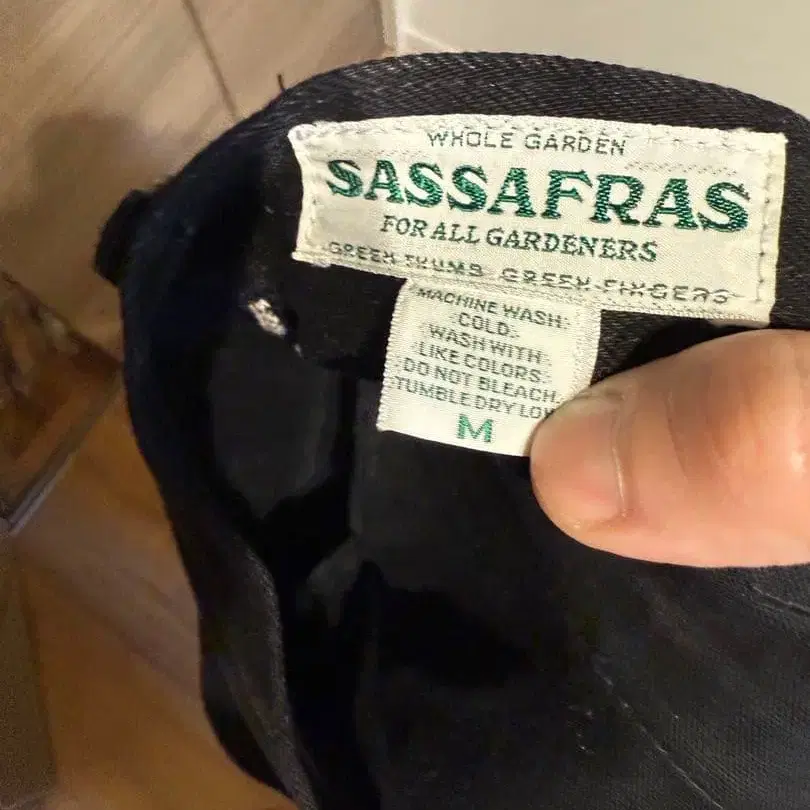 WHOLE GARDEN
SASSAFRAS
FOR ALL GARDENERS
GREEN THUMB GREEN FINGERS
MACHINE WASH
COLD.
WASH WITH
LIKE COLORS.
DO NOT BLEACH.
TUMBLE DRY LOW
M